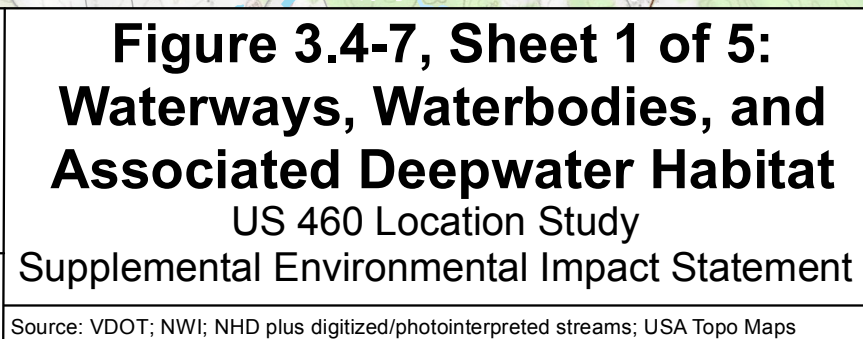 Figure 3.4-7, Sheet 1 of 5:
Waterways, Waterbodies, and
Associated Deepwater Habitat
US 460 Location Study
Supplemental Environmental Impact Statement
Source: VDOT; NWI; NHD plus digitized/photointerpreted streams; USA Topo Maps